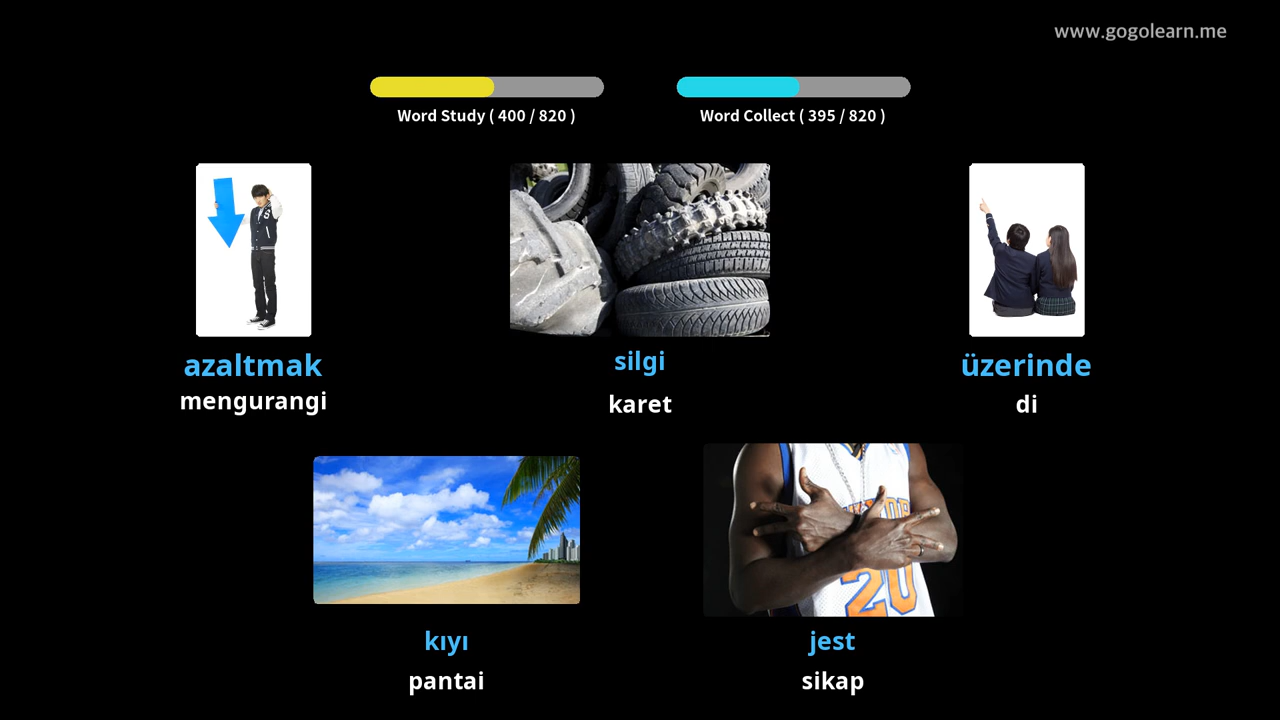 www.gogolearn.me
Word Study ( 400 / 820 )
Word Collect ( 395 / 820 )
azaltmak
mengurangi
silgi
karet
üzerinde
di
kıyı
pantai
jest
sikap
20